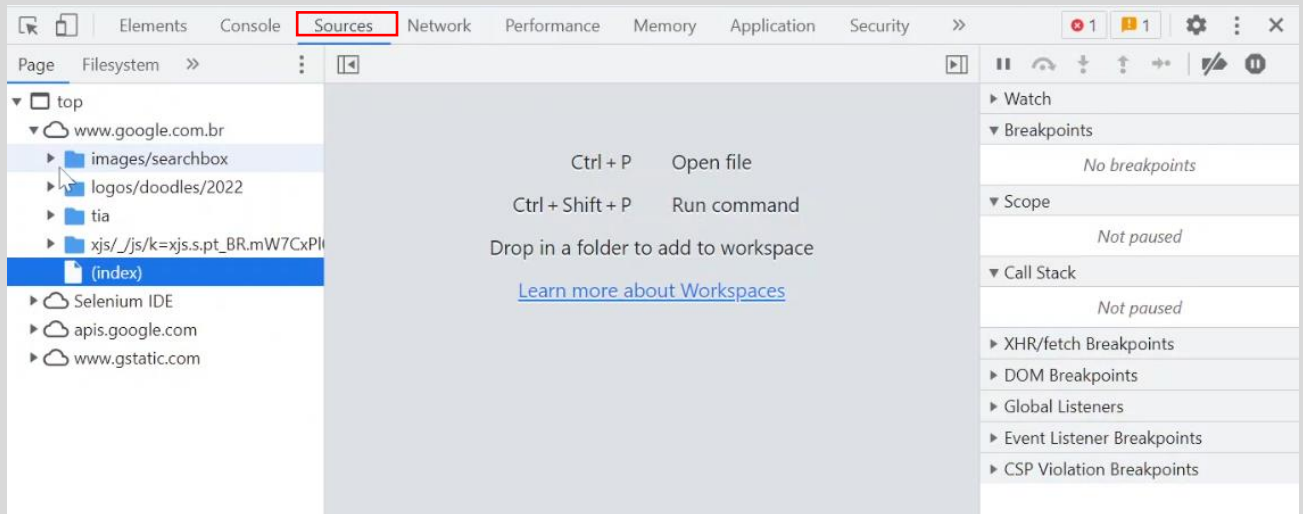 Elements Console Sources Network Performance Memory Application Security » 1 1
Page Filesystem »
top
www.google.com.br
images/searchbox
logos/doodles/2022
tia
xjs/_/js/k=xjs.s.pt_BR.mW7CxPl
(index)
Selenium IDE
apis.google.com
www.gstatic.com
Ctrl + P Open file
Ctrl + Shift + P Run command
Drop in a folder to add to workspace
Learn more about Workspaces
Watch
Breakpoints
No breakpoints
Scope
Not paused
Call Stack
Not paused
XHR/fetch Breakpoints
DOM Breakpoints
Global Listeners
Event Listener Breakpoints
CSP Violation Breakpoints